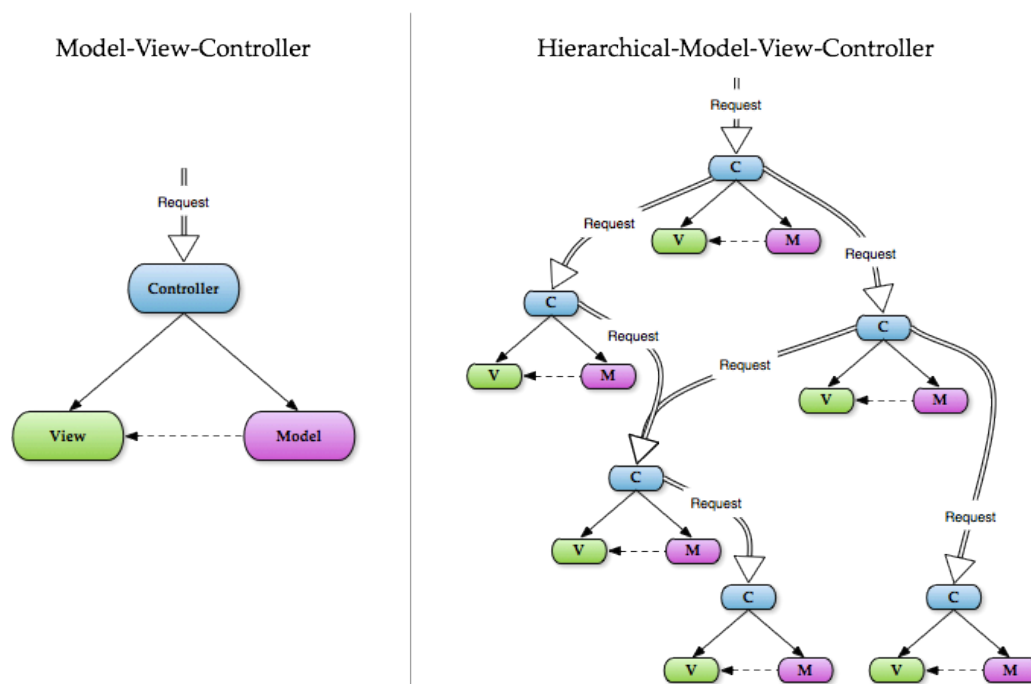 Model-View-Controller
Request
Controller
View
Model
Hierarchical-Model-View-Controller
Request
C
Request
V
M
Request
C
C
Request
Request
V
M
V
M
C
Request
Request
V
M
C
C
V
M
V
M